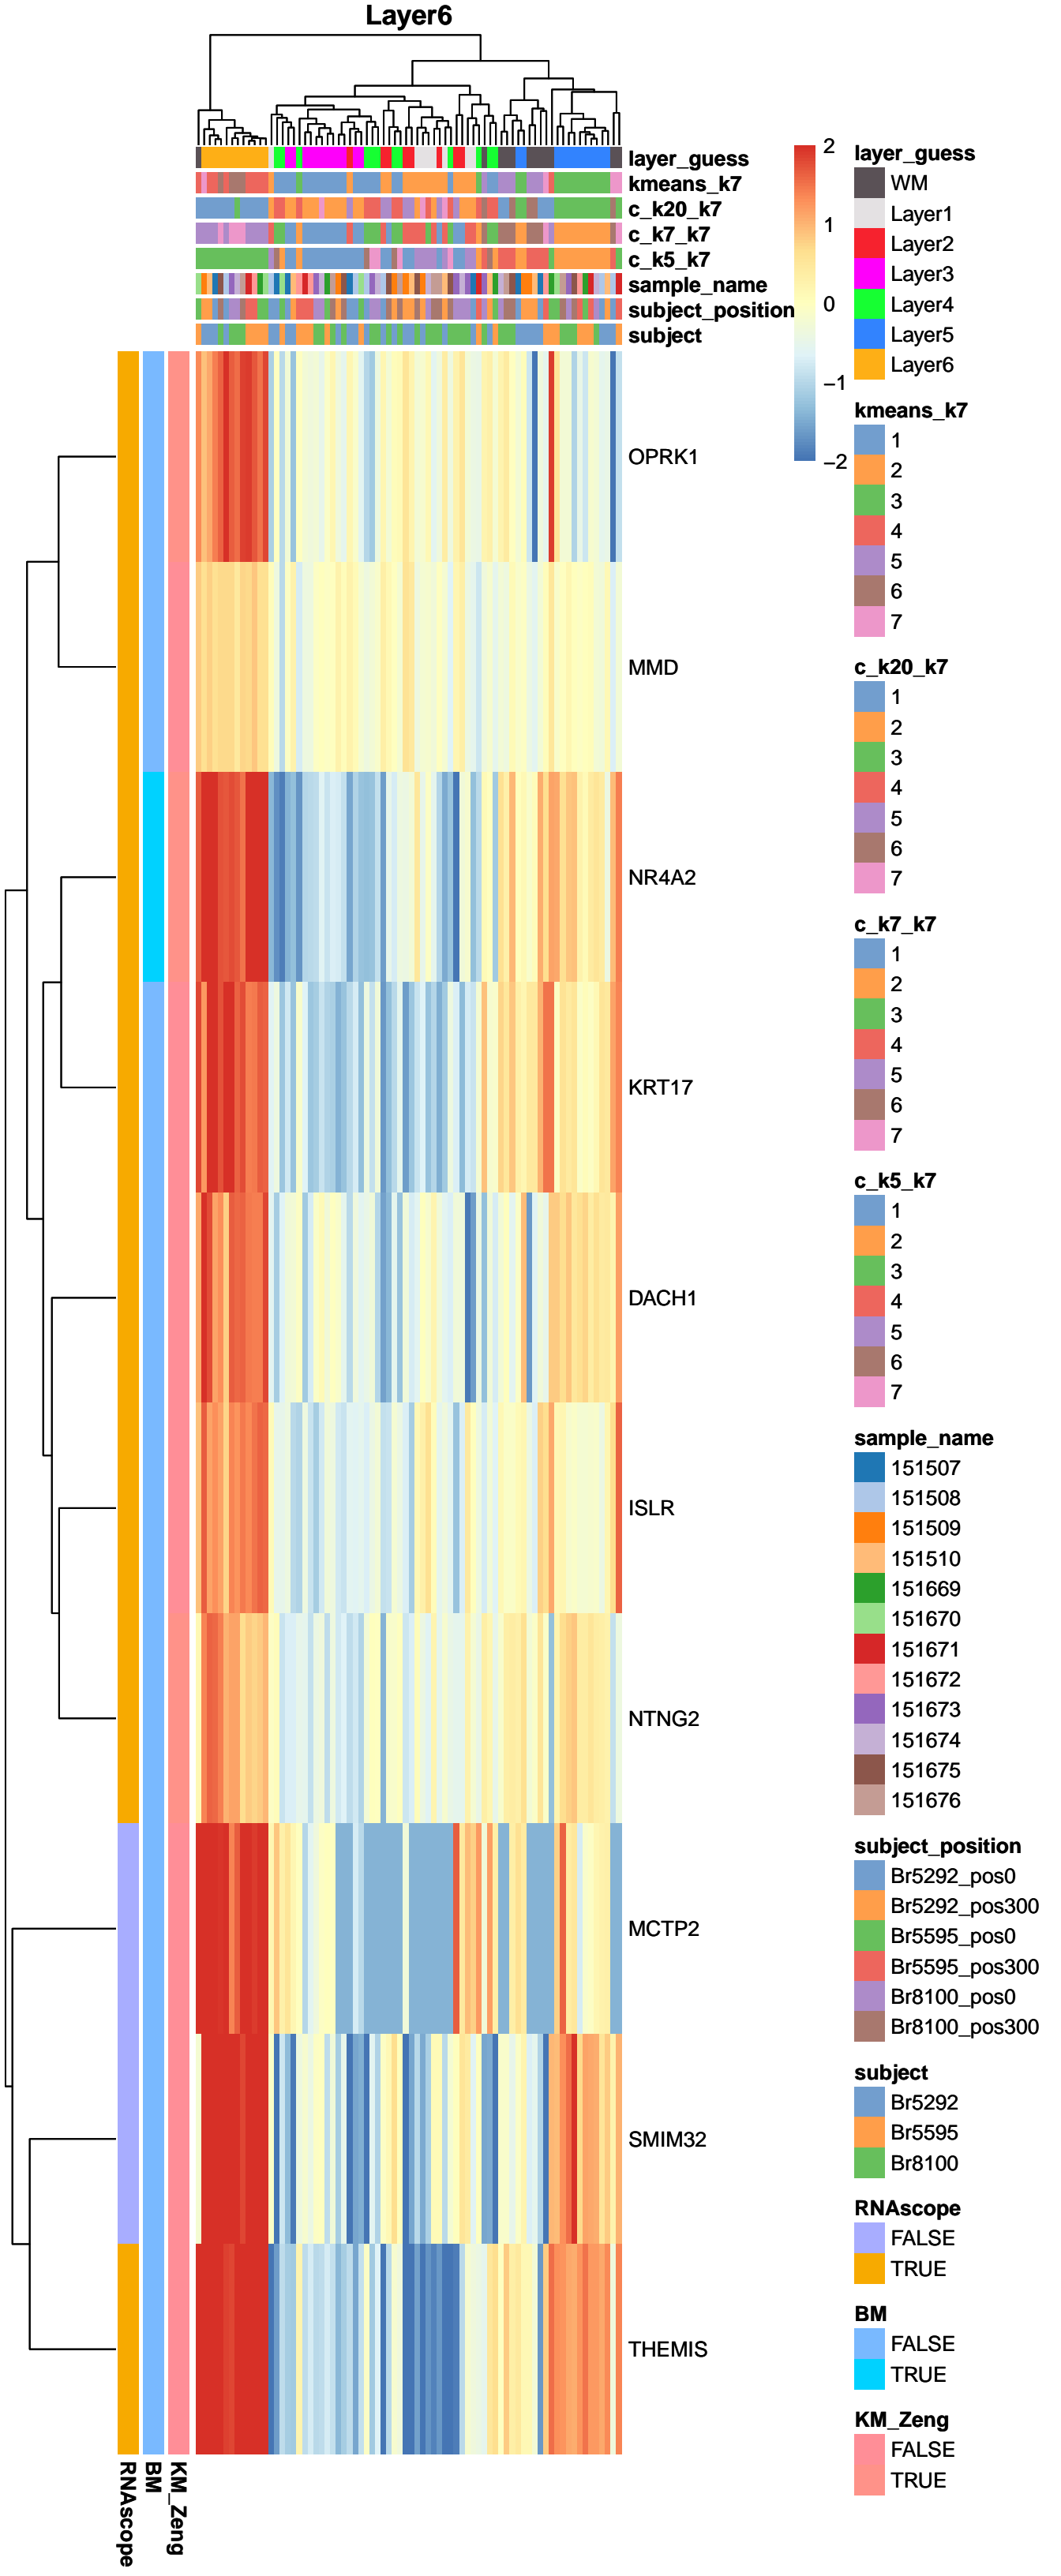 Layer6
layer_guess
kmeans_k7
c_k20_k7
c_k7_k7
c_k5_k7
sample_name
subject_position
subject
2
1
0
−1
−2
OPRK1
MMD
NR4A2
KRT17
DACH1
ISLR
NTNG2
MCTP2
SMIM32
THEMIS
RNAscope
BM
KM_Zeng
layer_guess
WM
Layer1
Layer2
Layer3
Layer4
Layer5
Layer6
kmeans_k7
1
2
3
4
5
6
7
c_k20_k7
1
2
3
4
5
6
7
c_k7_k7
1
2
3
4
5
6
7
c_k5_k7
1
2
3
4
5
6
7
sample_name
151507
151508
151509
151510
151669
151670
151671
151672
151673
151674
151675
151676
subject_position
Br5292_pos0
Br5292_pos300
Br5595_pos0
Br5595_pos300
Br8100_pos0
Br8100_pos300
subject
Br5292
Br5595
Br8100
RNAscope
FALSE
TRUE
BM
FALSE
TRUE
KM_Zeng
FALSE
TRUE